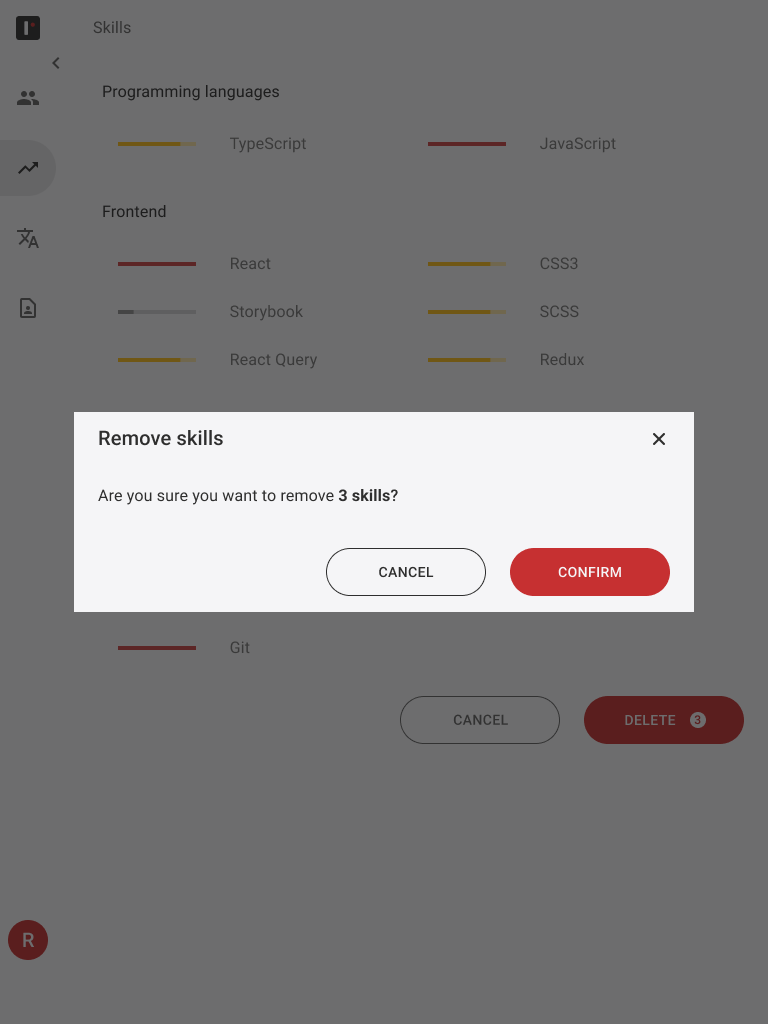 Skills
Programming languages
TypeScript
JavaScript
Frontend
React
CSS3
Storybook
SCSS
React Query
Redux
Remove skills
Are you sure you want to remove 3 skills?
CANCEL
CONFIRM
Git
CANCEL
DELETE 3
R